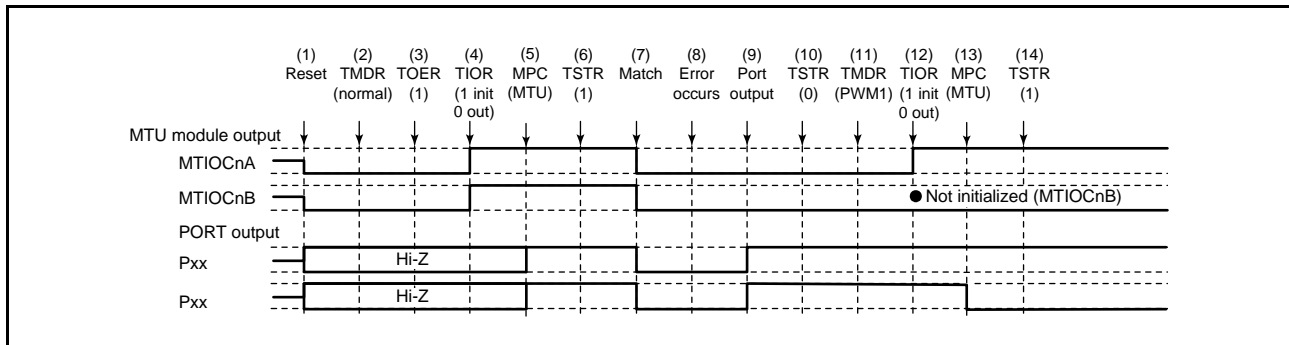 (1) (2) (3) (4) (5) (6) (7) (8) (9) (10) (11) (12) (13) (14)
Reset TMDR TOER TIOR MPC TSTR Match Error Port TSTR TMDR TIOR MPC TSTR
(normal) (1) (1 init (MTU) (1) occurs output (0) (PWM1) (1 init (MTU) (1)
0 out) 0 out)
MTU module output
MTIOCnA
MTIOCnB
● Not initialized (MTIOCnB)
PORT output
Pxx
Hi-Z
Pxx
Hi-Z